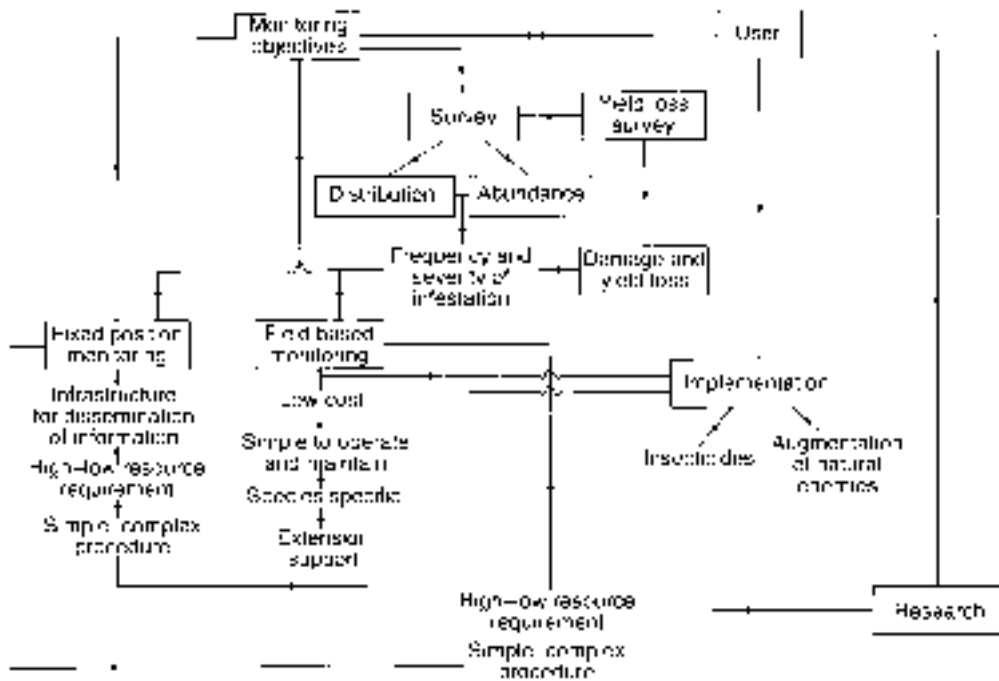 Monitoring
objectives
User
Survey
Yield loss
survey
Distribution
Abundance
Frequency and
severity of
infestation
Damage and
yield loss
Fixed position
monitoring
Field based
monitoring
Implementation
Infrastructure
for dissemination
of information
Low cost
Simple to operate
and maintain
Insecticides
Augmentation
of natural
enemies
High–low resource
requirement
Species specific
Simple–complex
procedure
Extension
support
High–low resource
requirement
Research
Simple–complex
procedure